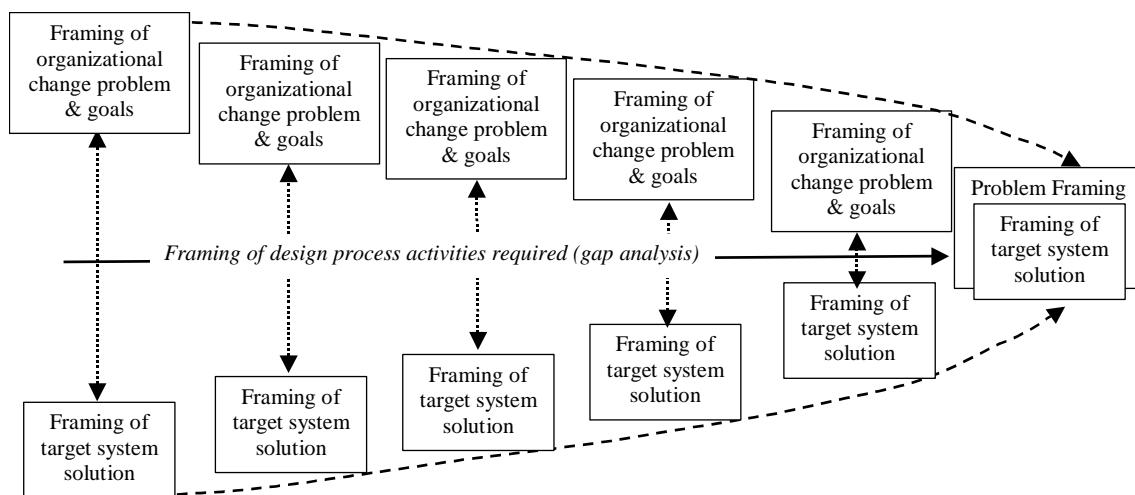 Framing of
organizational
change problem
& goals
Framing of
organizational
change problem
& goals
Framing of
organizational
change problem
& goals
Framing of
organizational
change problem
& goals
Framing of
organizational
change problem
& goals
Problem Framing
Framing of
target system
solution
Framing of design process activities required (gap analysis)
Framing of
target system
solution
Framing of
target system
solution
Framing of
target system
solution
Framing of
target system
solution
Framing of
target system
solution